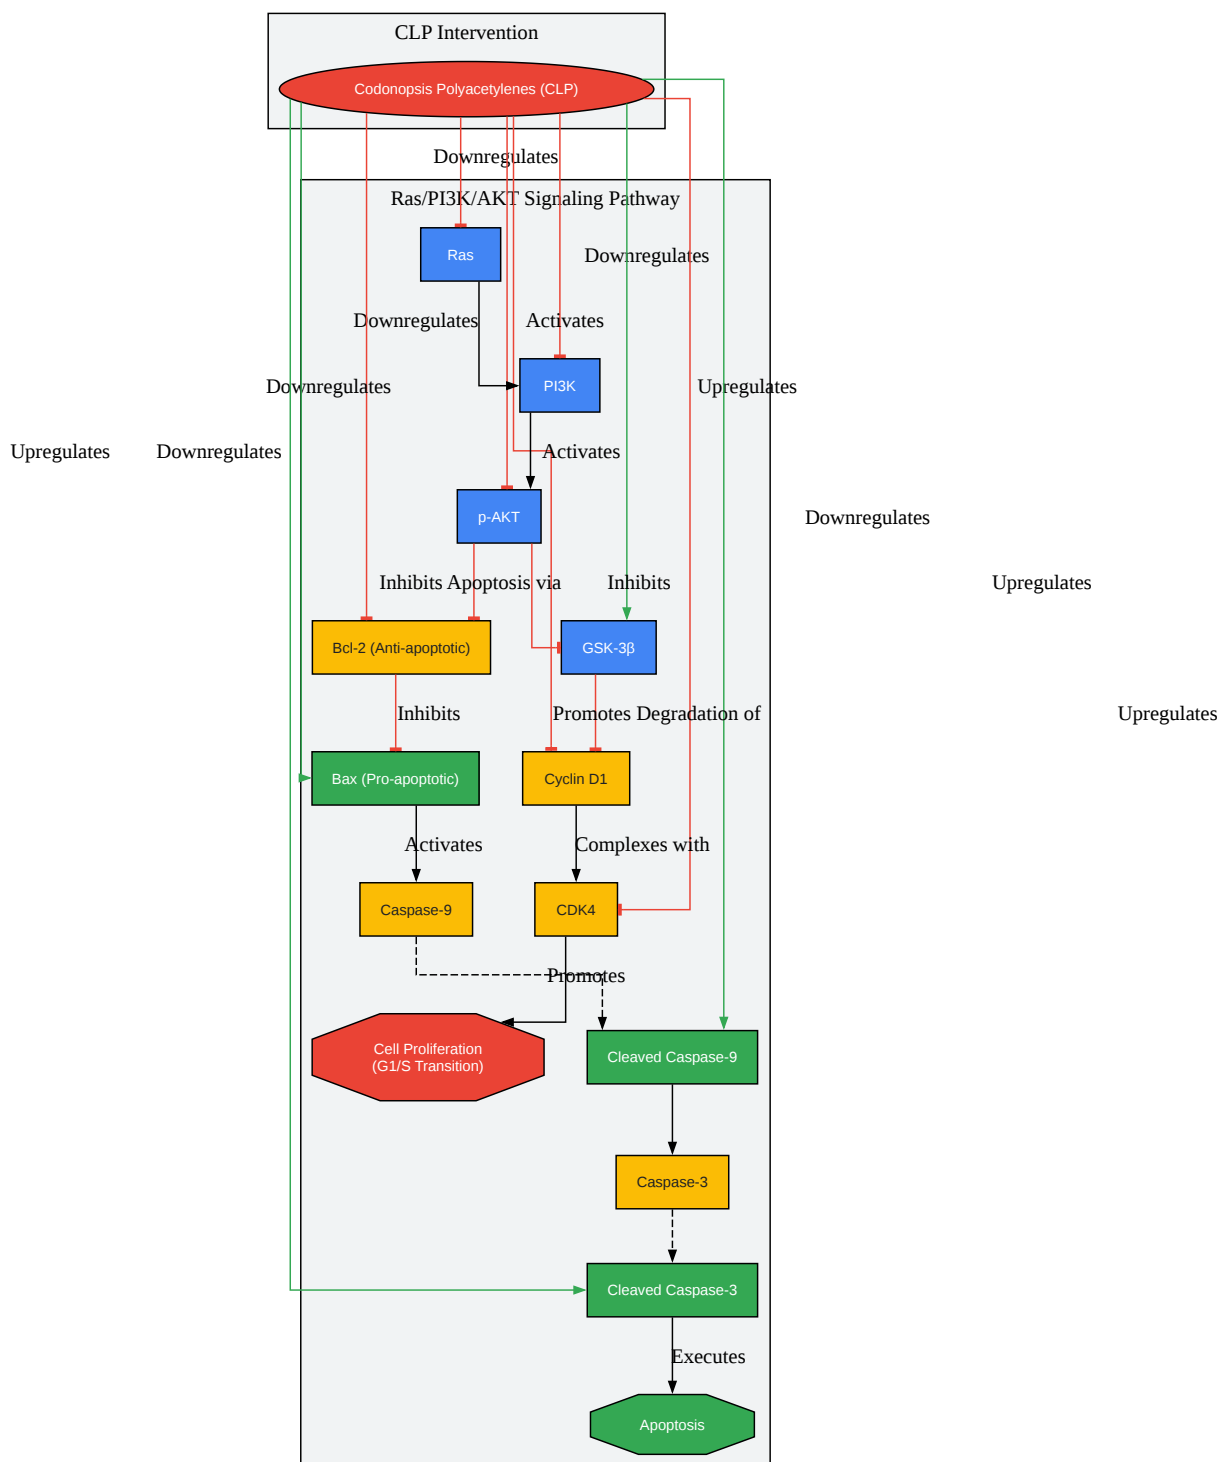 CLP Intervention
Codonopsis Polyacetylenes (CLP)
Downregulates
Ras/PI3K/AKT Signaling Pathway
Ras
Downregulates
Downregulates
Activates
Downregulates
PI3K
Upregulates
Upregulates
Downregulates
Activates
p-AKT
Downregulates
Inhibits Apoptosis via
Inhibits
Upregulates
Bcl-2 (Anti-apoptotic)
GSK-3β
Inhibits
Promotes Degradation of
Upregulates
Bax (Pro-apoptotic)
Cyclin D1
Activates
Complexes with
Caspase-9
CDK4
Promotes
Cell Proliferation
(G1/S Transition)
Cleaved Caspase-9
Caspase-3
Cleaved Caspase-3
Executes
Apoptosis